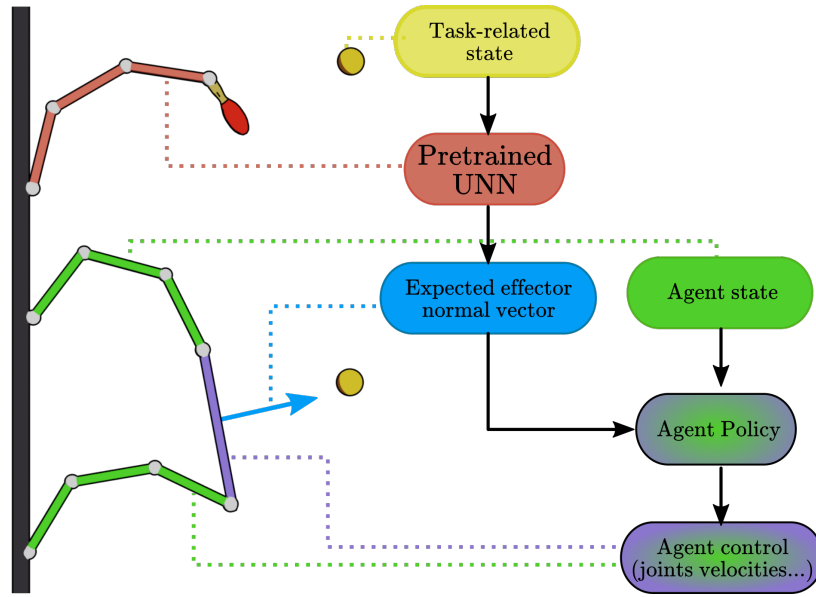 Task-related
state
Pretrained
UNN
Expected effector
normal vector
Agent state
Agent Policy
Agent control
(joints velocities...)